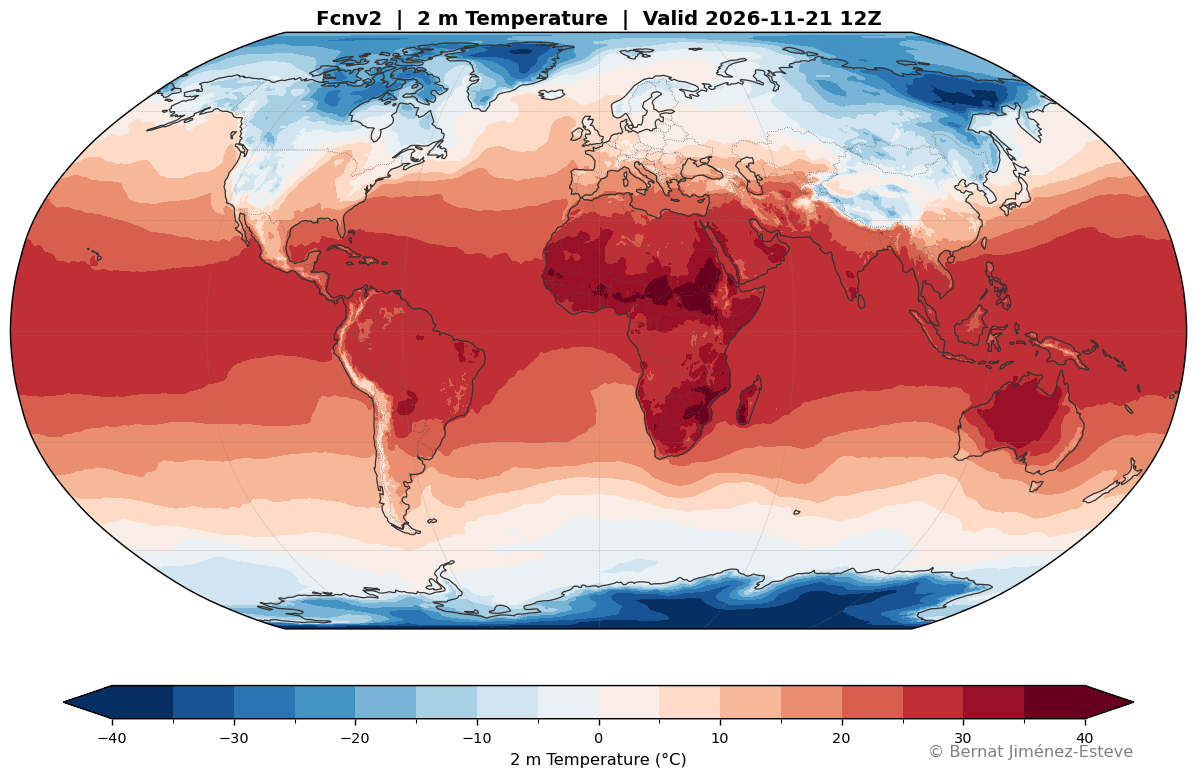 Fcnv2 | 2 m Temperature | Valid 2026-11-21 12Z
−40 −30 −20 −10 0 10 20 30 40
2 m Temperature (°C)
© Bernat Jiménez-Esteve